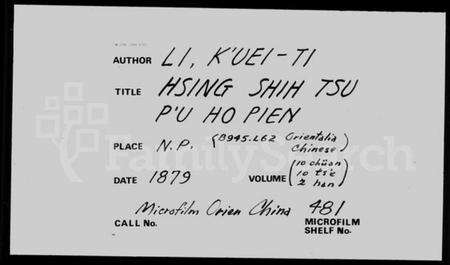 AUTHOR LI, K'UEI-TI
TITLE HSING SHIH TSU
P'U HO PIEN
PLACE N.P. (B945.L62 Orientalia
Chinese)
DATE 1879 VOLUME (10 chüan
10 ts'e
2 han)
Microfilm Orien China 481
CALL No. MICROFILM
SHELF No.
FamilySearch